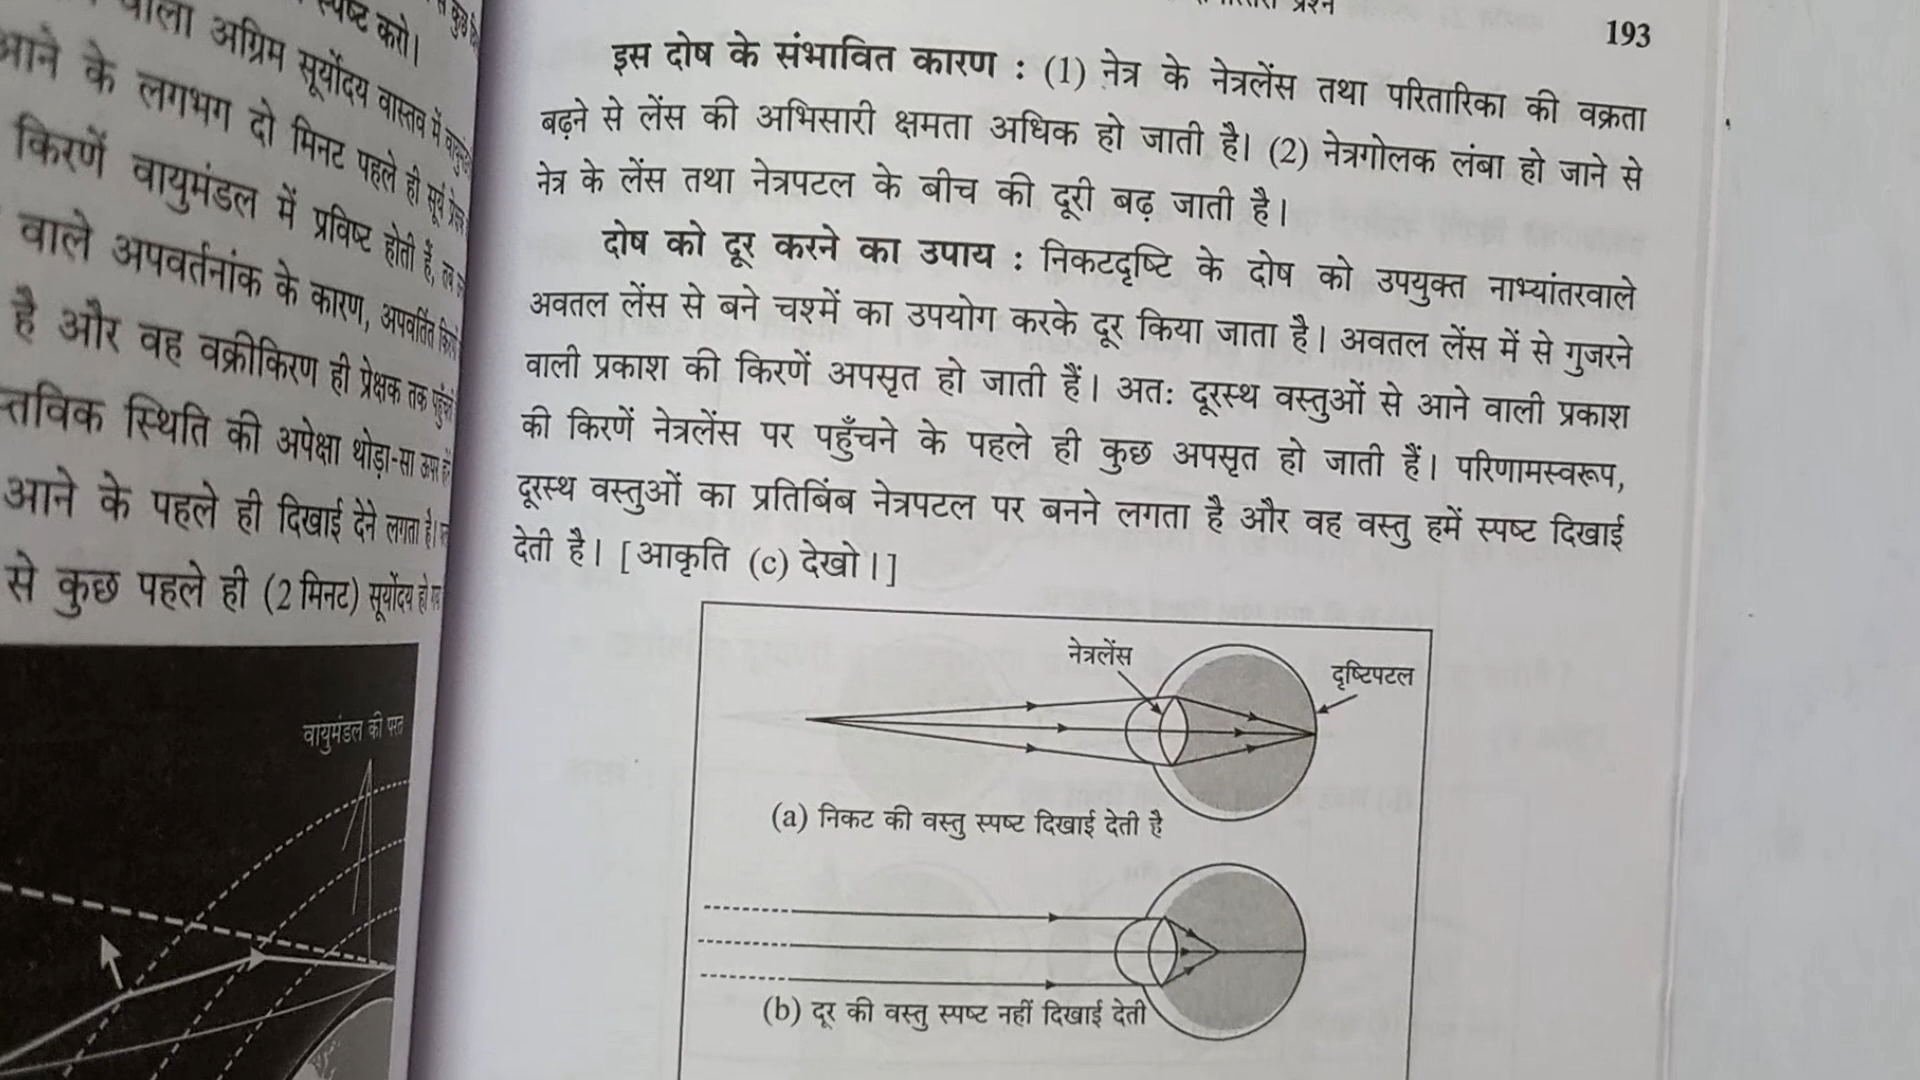 स्पष्ट करो।
वाला अग्रिम सूर्योदय वास्तव में
आने के लगभग दो मिनट पहले ही सूर्य
किरणें वायुमंडल में प्रविष्ट होती हैं,
वाले अपवर्तनांक के कारण, अपवर्तित
है और वह वक्रीकिरण ही प्रेक्षक तक
स्तविक स्थिति की अपेक्षा थोड़ा-सा ऊपर
आने के पहले ही दिखाई देने लगता है।
से कुछ पहले ही (2 मिनट) सूर्योदय हो
वायुमंडल की परत
प्रश्न
193
इस दोष के संभावित कारण : (1) नेत्र के नेत्रलेंस तथा परितारिका की वक्रता
बढ़ने से लेंस की अभिसारी क्षमता अधिक हो जाती है। (2) नेत्रगोलक लंबा हो जाने से
नेत्र के लेंस तथा नेत्रपटल के बीच की दूरी बढ़ जाती है।
दोष को दूर करने का उपाय : निकटदृष्टि के दोष को उपयुक्त नाभ्यांतरवाले
अवतल लेंस से बने चश्में का उपयोग करके दूर किया जाता है। अवतल लेंस में से गुजरने
वाली प्रकाश की किरणें अपसृत हो जाती हैं। अतः दूरस्थ वस्तुओं से आने वाली प्रकाश
की किरणें नेत्रलेंस पर पहुँचने के पहले ही कुछ अपसृत हो जाती हैं। परिणामस्वरूप,
दूरस्थ वस्तुओं का प्रतिबिंब नेत्रपटल पर बनने लगता है और वह वस्तु हमें स्पष्ट दिखाई
देती है। [आकृति (c) देखो।]
नेत्रलेंस
दृष्टिपटल
(a) निकट की वस्तु स्पष्ट दिखाई देती है
(b) दूर की वस्तु स्पष्ट नहीं दिखाई देती